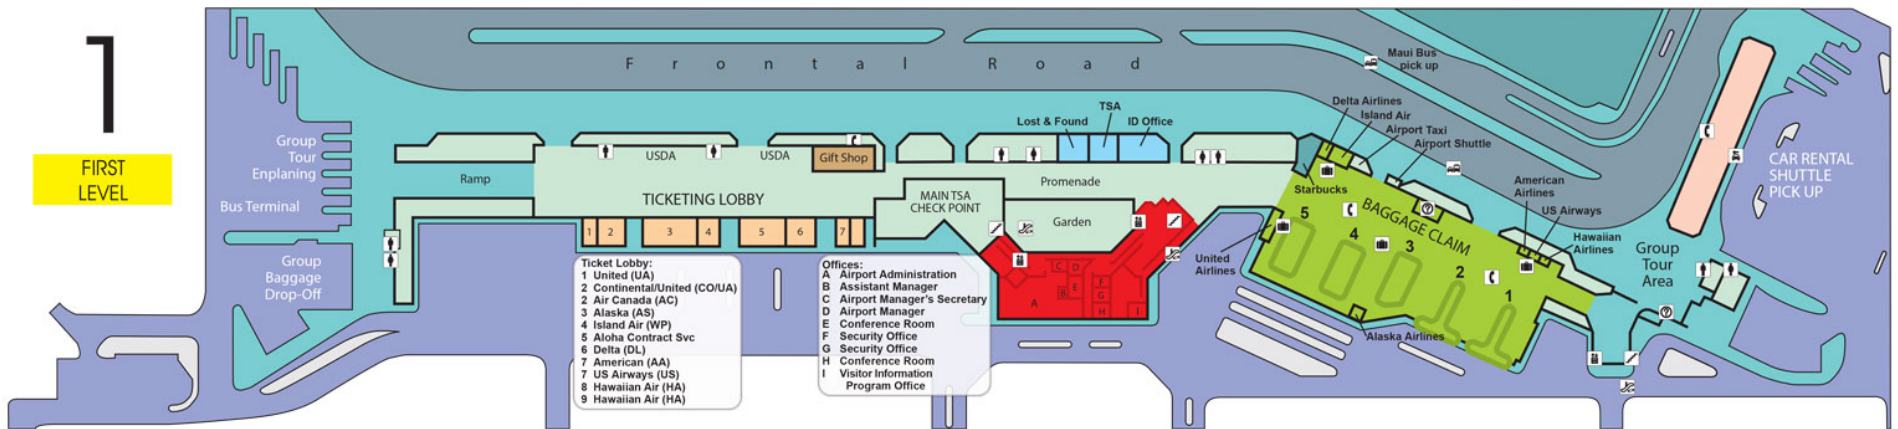 1
FIRST
LEVEL
Frontal Road
Maui Bus
pick up
Group
Tour
Enplaning
Bus Terminal
Group
Baggage
Drop-Off
Ramp
USDA
USDA
Gift Shop
TICKETING LOBBY
MAIN TSA
CHECK POINT
Lost & Found
TSA
ID Office
Promenade
Garden
1
2
3
4
5
6
7
Ticket Lobby:
1 United (UA)
2 Continental/United (CO/UA)
2 Air Canada (AC)
3 Alaska (AS)
4 Island Air (WP)
5 Aloha Contract Svc
6 Delta (DL)
7 American (AA)
7 US Airways (US)
8 Hawaiian Air (HA)
9 Hawaiian Air (HA)
Offices:
A Airport Administration
B Assistant Manager
C Airport Manager's Secretary
D Airport Manager
E Conference Room
F Security Office
G Security Office
H Conference Room
I Visitor Information
Program Office
A
B
C
D
E
F
G
H
I
Delta Airlines
Island Air
Airport Taxi
Airport Shuttle
Starbucks
BAGGAGE CLAIM
5
4
3
2
1
United
Airlines
Alaska Airlines
American
Airlines
US Airways
Hawaiian
Airlines
Group
Tour
Area
CAR RENTAL
SHUTTLE
PICK UP